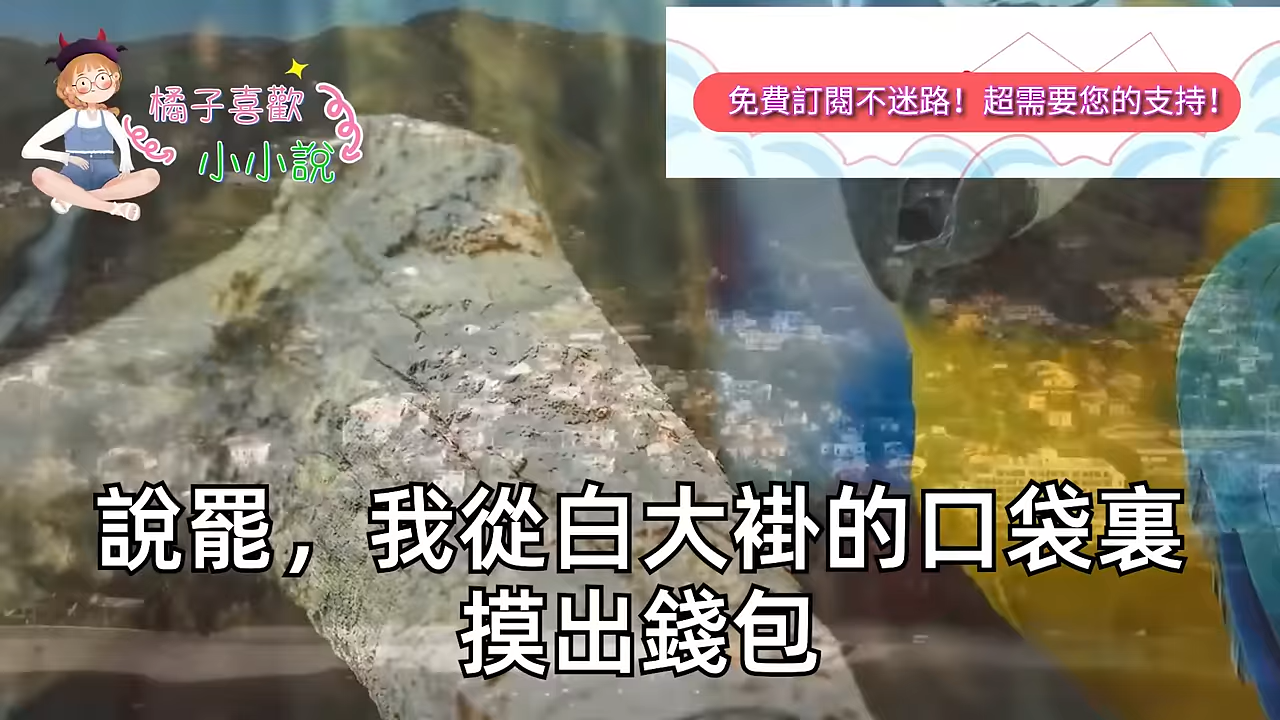 橘子喜歡
小小說
免費訂閱不迷路！超需要您的支持！
說罷，我從白大褂的口袋裏
摸出錢包